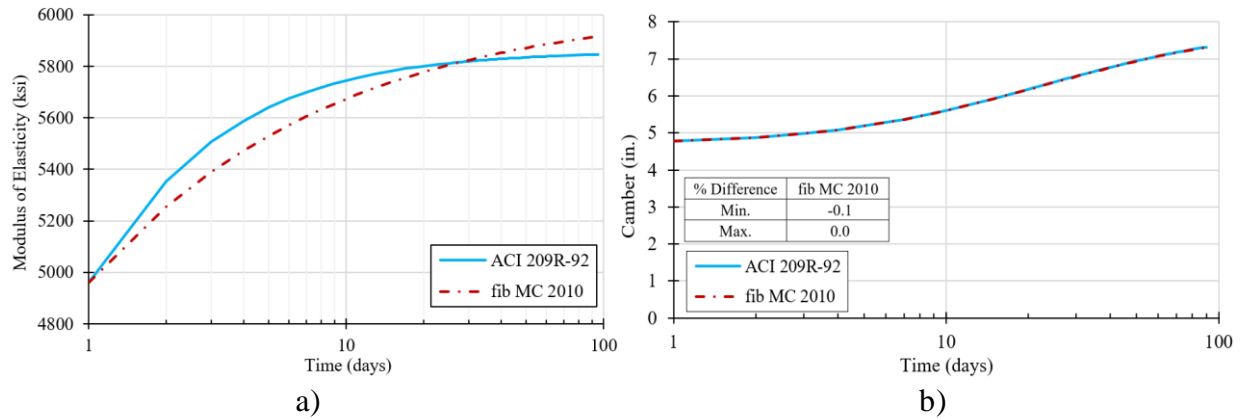 6000
5800
5600
5400
5200
5000
4800
Modulus of Elasticity (ksi)
ACI 209R-92
fib MC 2010
1
10
100
Time (days)
a)
8
7
6
5
4
3
2
1
0
Camber (in.)
% Difference fib MC 2010
Min. -0.1
Max. 0.0
ACI 209R-92
fib MC 2010
1
10
100
Time (days)
b)